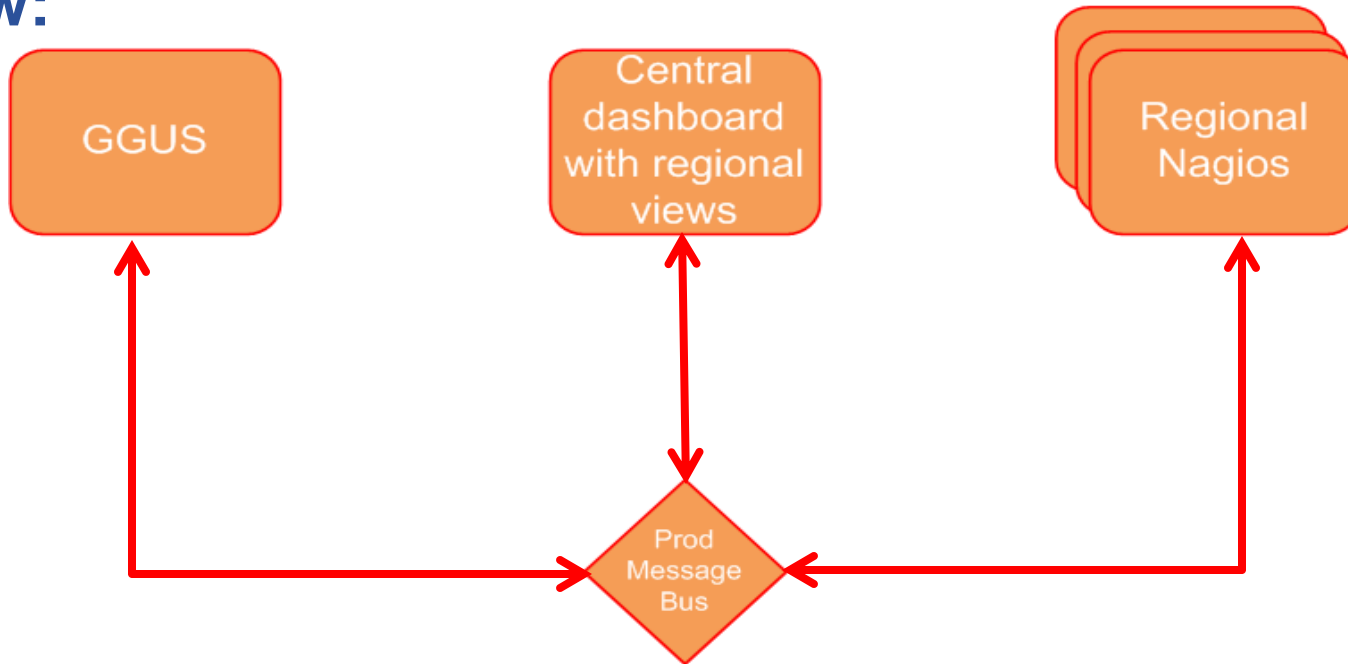 w:
GGUS
Central
dashboard
with regional
views
Regional
Nagios
Prod
Message
Bus